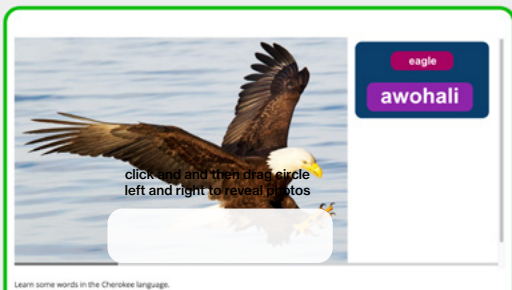 eagle
awohali
click and and then drag circle
left and right to reveal photos
Learn some words in the Cherokee language.